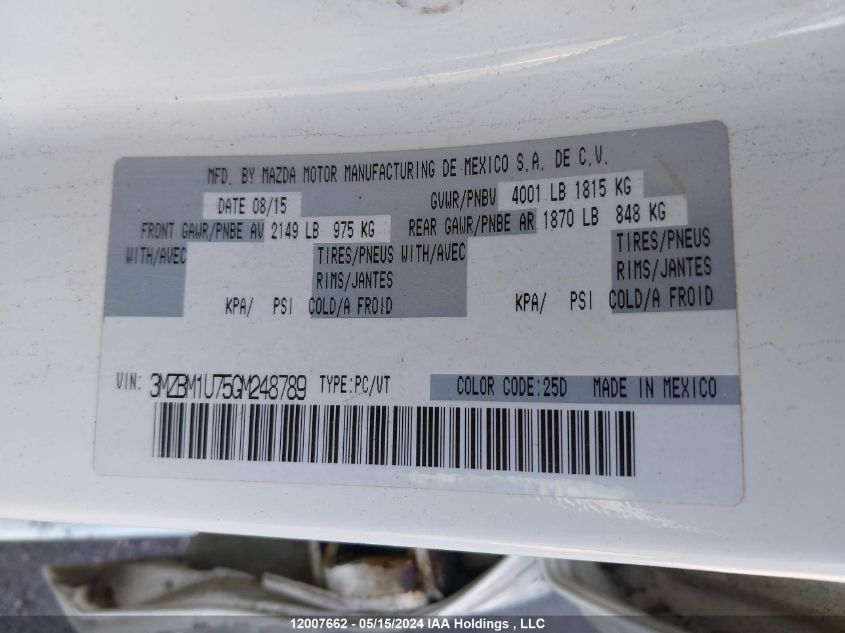 MFD. BY MAZDA MOTOR MANUFACTURING DE MEXICO S.A. DE C.V.
DATE 08/15 GVWR/PNBV 4001 LB 1815 KG
FRONT GAWR/PNBE AV 2149 LB 975 KG REAR GAWR/PNBE AR 1870 LB 848 KG
WITH/AVEC TIRES/PNEUS WITH/AVEC TIRES/PNEUS
RIMS/JANTES RIMS/JANTES
KPA/ PSI COLD/A FROID KPA/ PSI COLD/A FROID
VIN: 3MZBM1U75GM248789 TYPE:PC/VT COLOR CODE:25D MADE IN MEXICO
12007662 - 05/15/2024 IAA Holdings , LLC